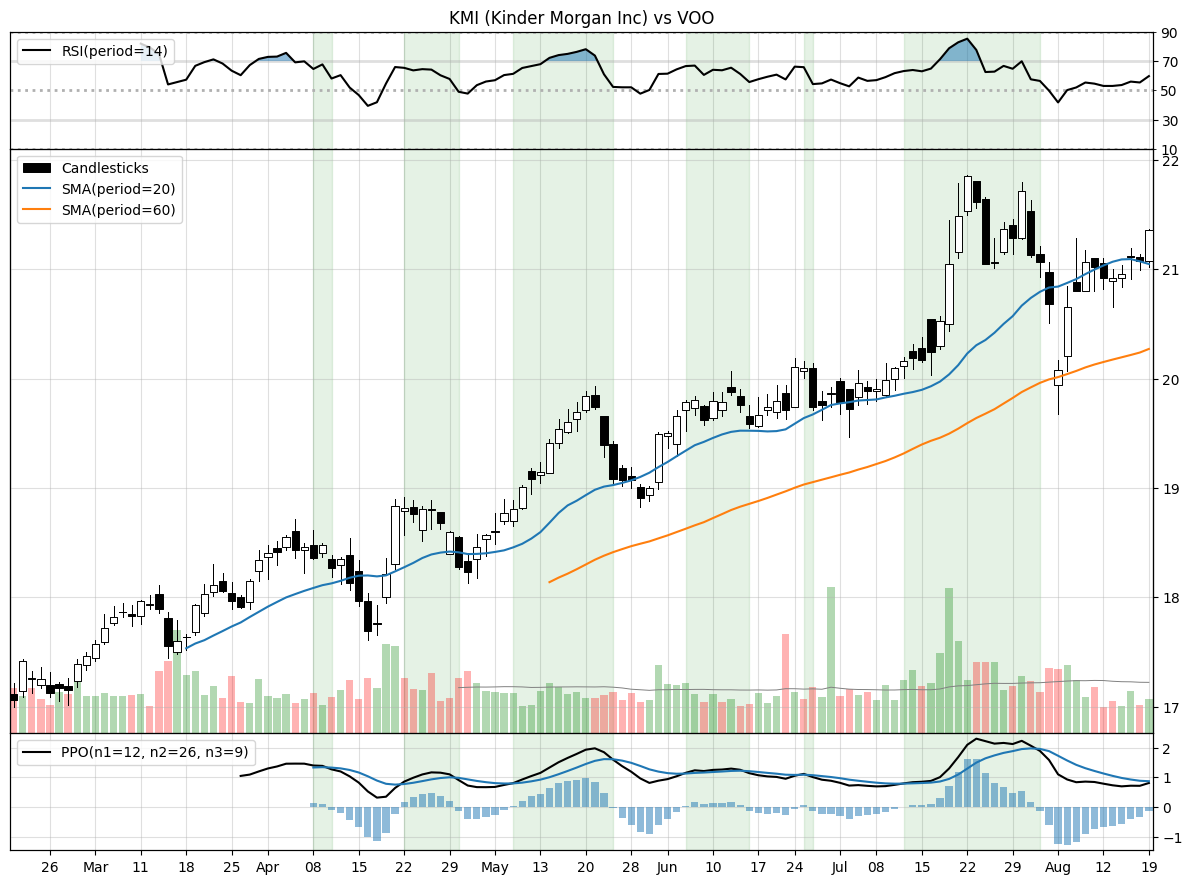 KMI (Kinder Morgan Inc) vs VOO
RSI(period=14)
90
70
50
30
10
Candlesticks
SMA(period=20)
SMA(period=60)
22
21
20
19
18
17
PPO(n1=12, n2=26, n3=9)
2
1
0
−1
26 Mar 11 18 25 Apr 08 15 22 29 May 13 20 28 Jun 10 17 24 Jul 08 15 22 29 Aug 12 19